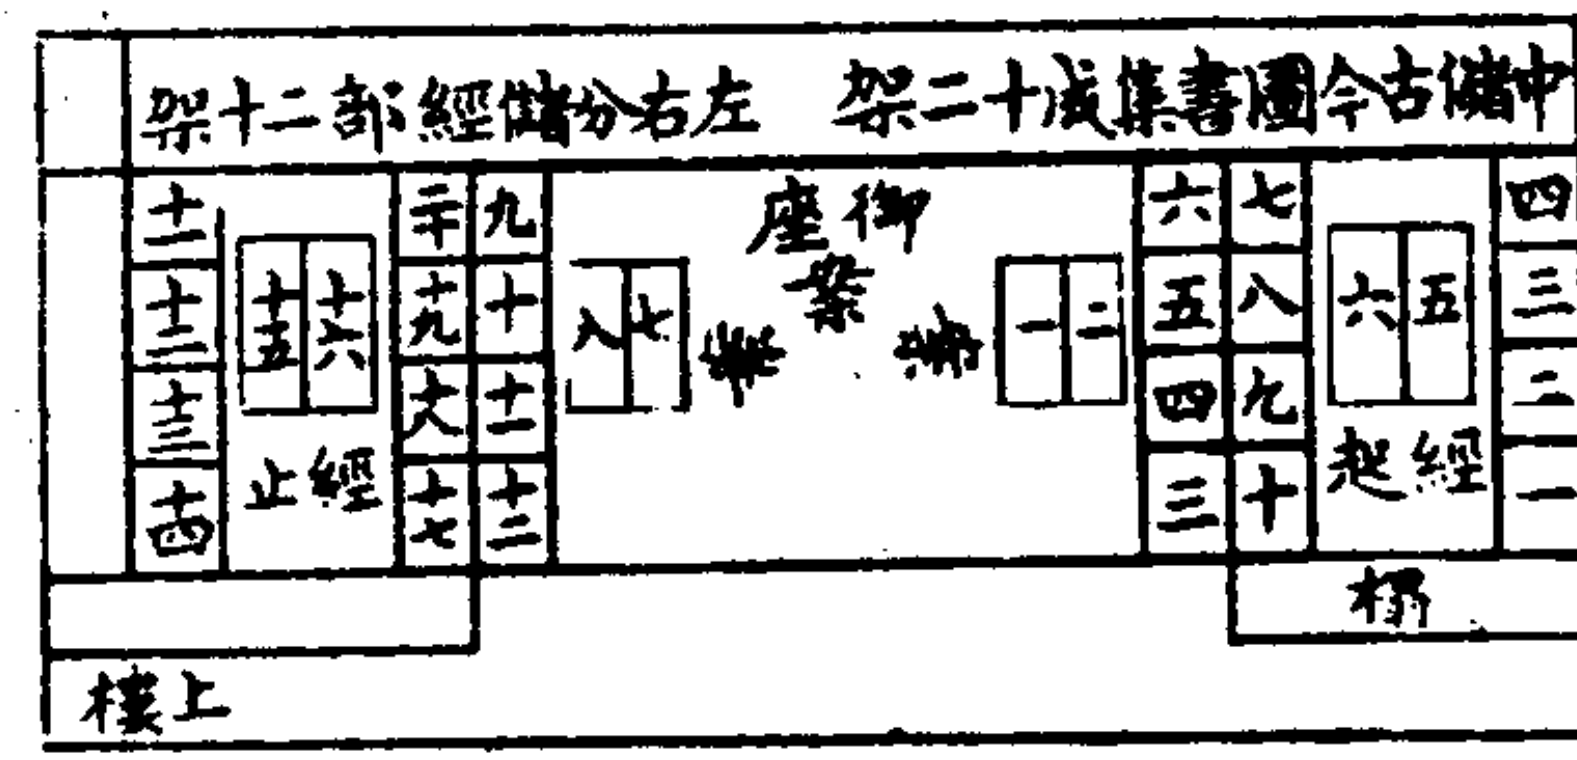 中儲古今圖書集成十二架
左右分儲經部二十架
四
三
二
一
五
六
經起
七
八
九
十
六
五
四
三
二
一
御座
案
七
八
九
十
十一
十二
二十
十九
十八
十七
十六
十五
經止
十一
十二
十三
十四
榻
上樓